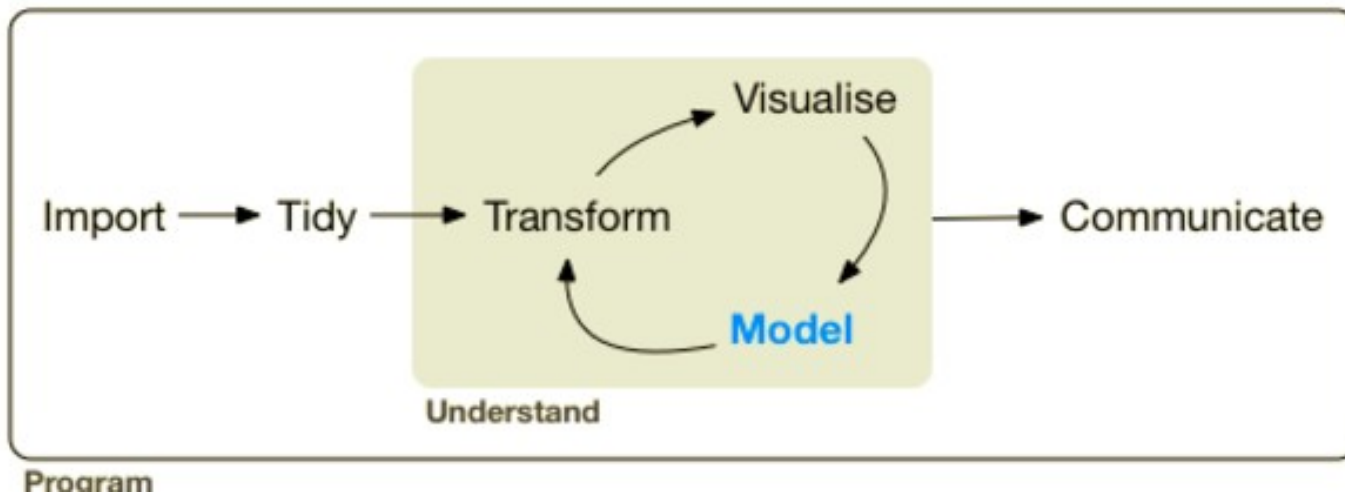 Visualise
Import
Tidy
Transform
Communicate
Model
Understand
Program